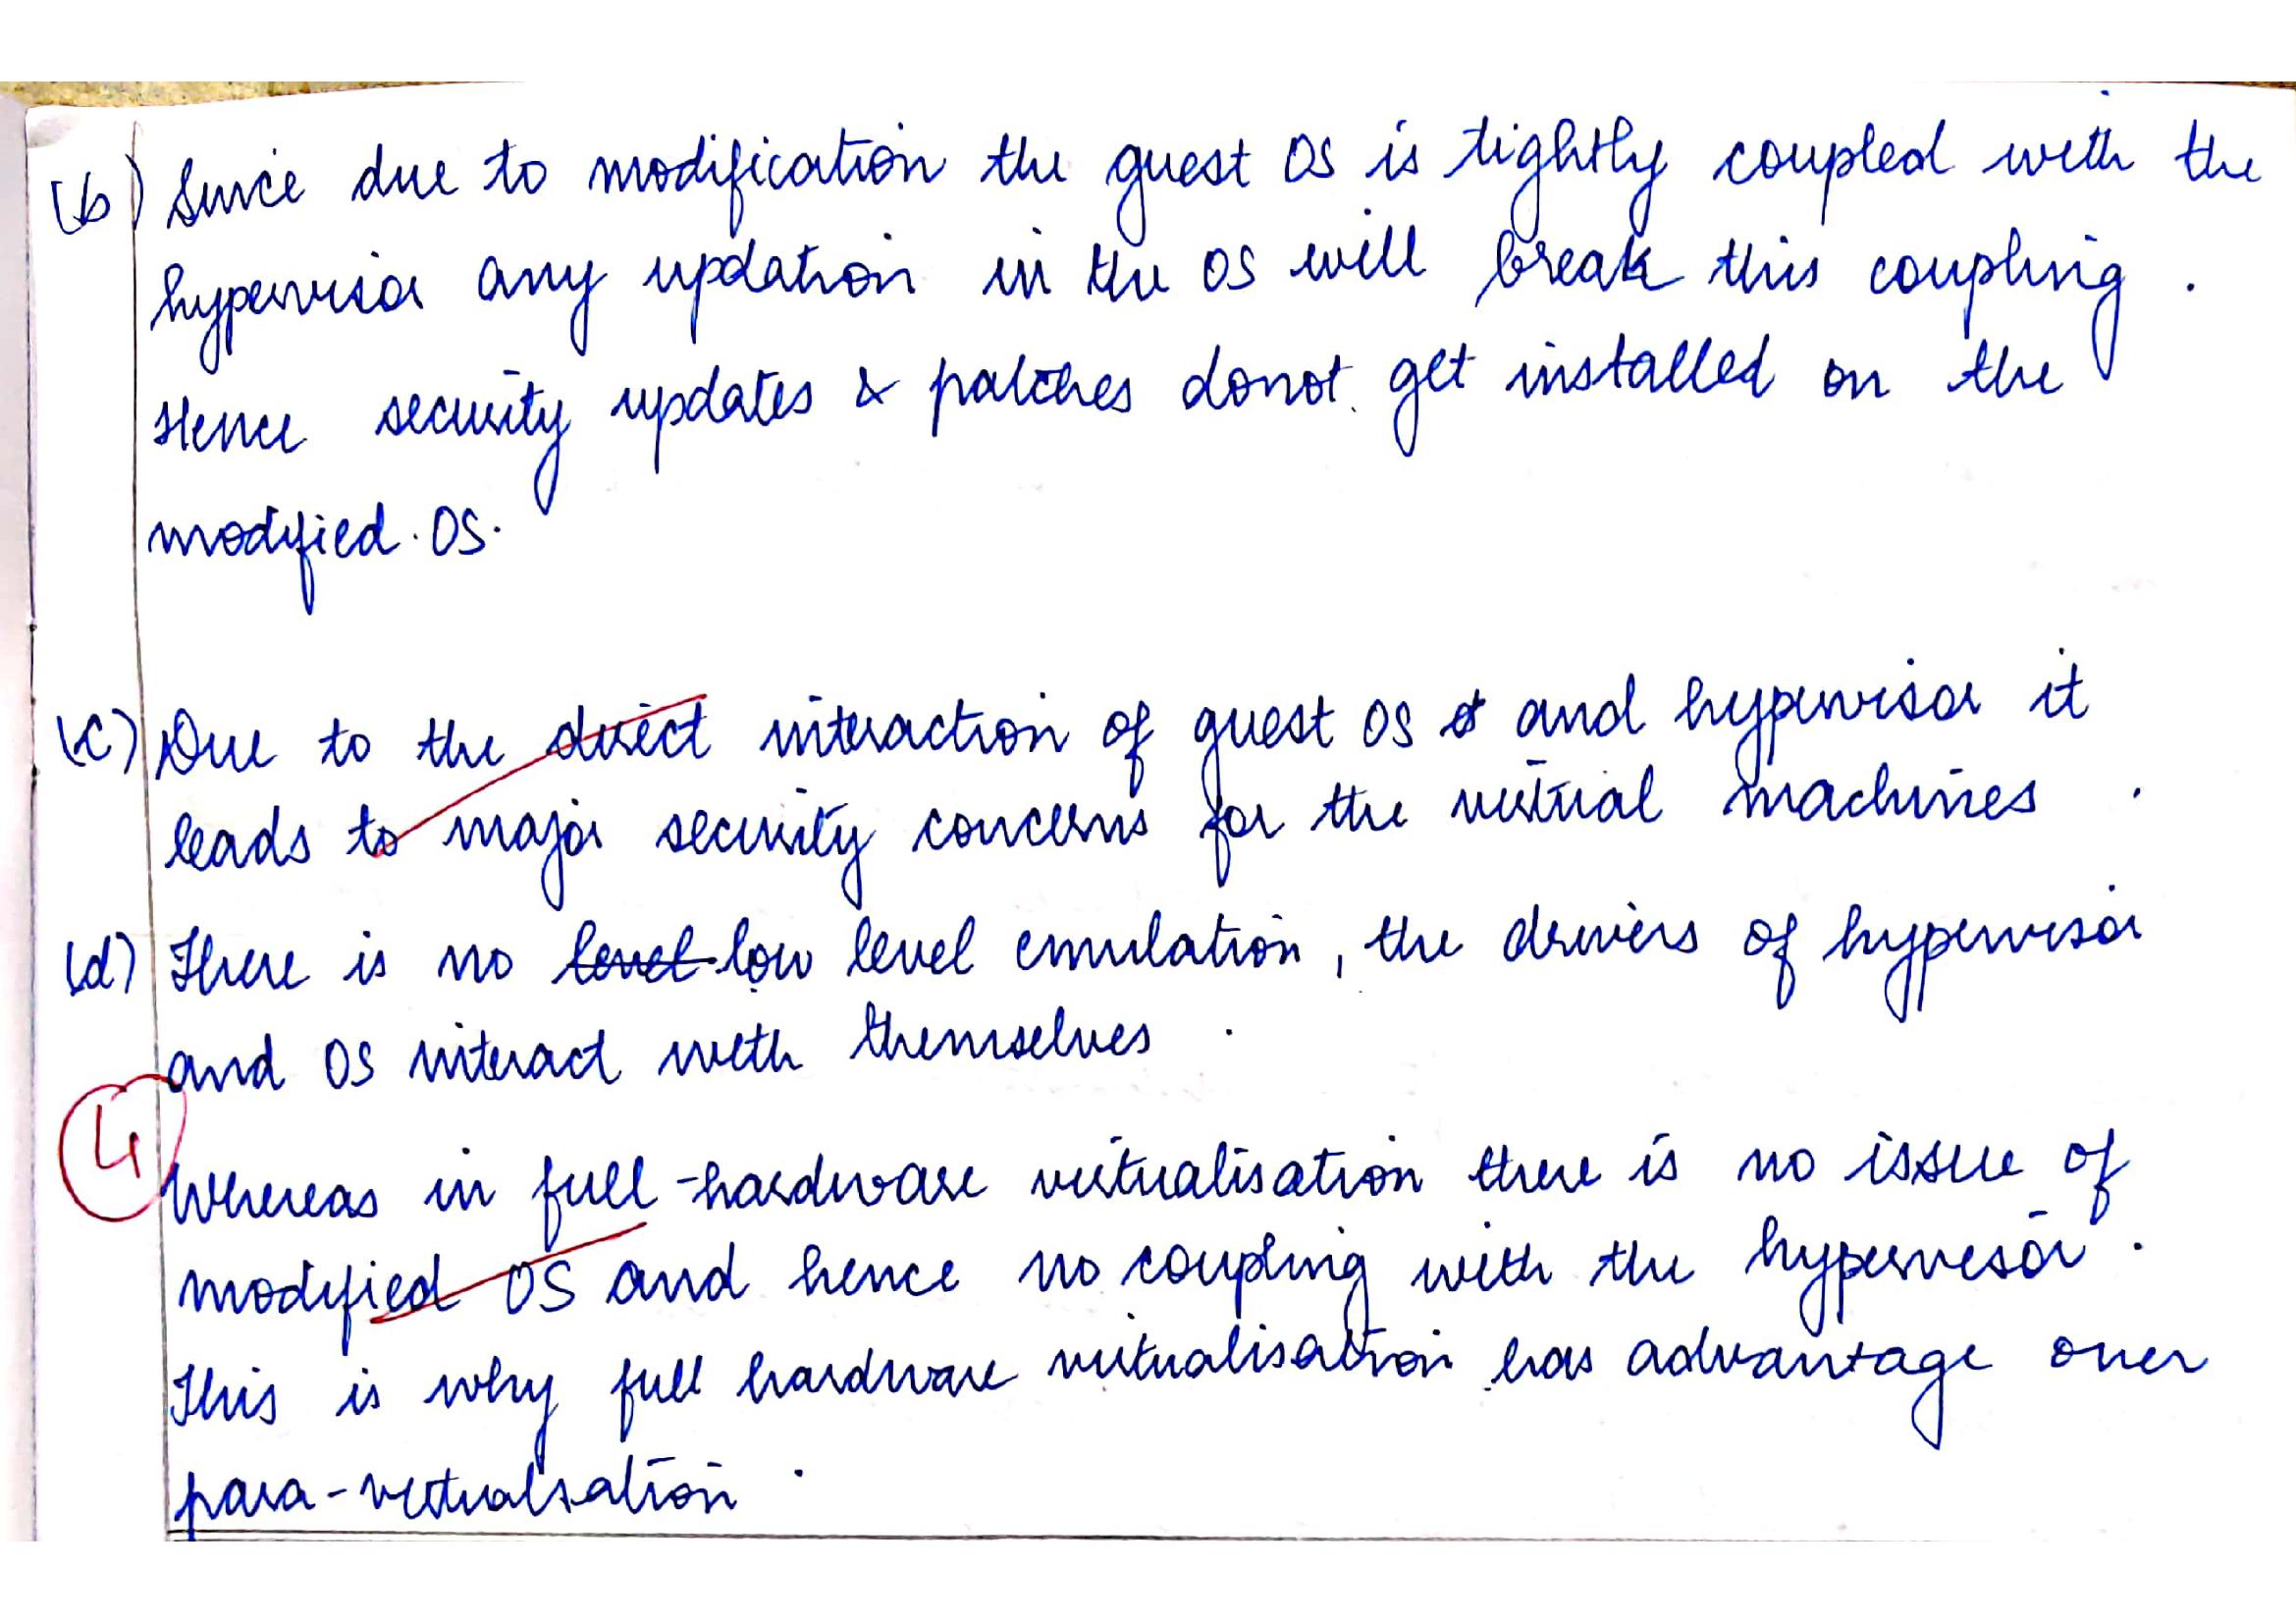 (b) Since due to modification the guest OS is tightly coupled with the
hypervisor any updation in the OS will break this coupling .
Hence security updates & patches donot get installed on the
modified OS.
(c) Due to the direct interaction of guest OS and hypervisor it
leads to major security concerns for the virtual machines .
(d) There is no level low level emulation, the drivers of hypervisor
and OS interact with themselves .
4
Whereas in full-hardware virtualisation there is no issue of
modified OS and hence no coupling with the hypervisor .
This is why full hardware virtualisation has advantage over
para-virtualsation .